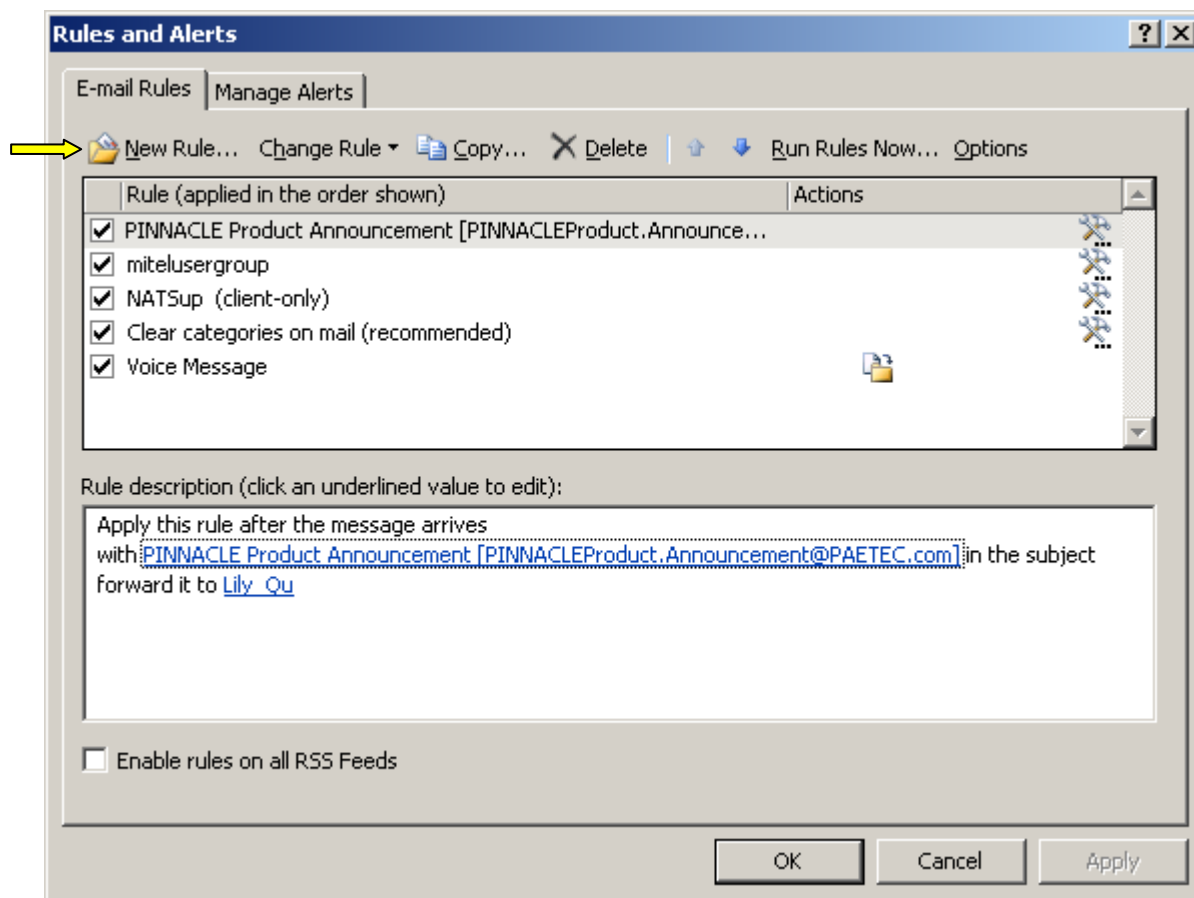 Rules and Alerts
E-mail Rules Manage Alerts
New Rule... Change Rule Copy... Delete Run Rules Now... Options
Rule (applied in the order shown) Actions
PINNACLE Product Announcement [PINNACLEProduct.Announce...
mitelusergroup
NATSup (client-only)
Clear categories on mail (recommended)
Voice Message
Rule description (click an underlined value to edit):
Apply this rule after the message arrives
with PINNACLE Product Announcement [PINNACLEProduct.Announcement@PAETEC.com] in the subject
forward it to Lily Qu
Enable rules on all RSS Feeds
OK Cancel Apply